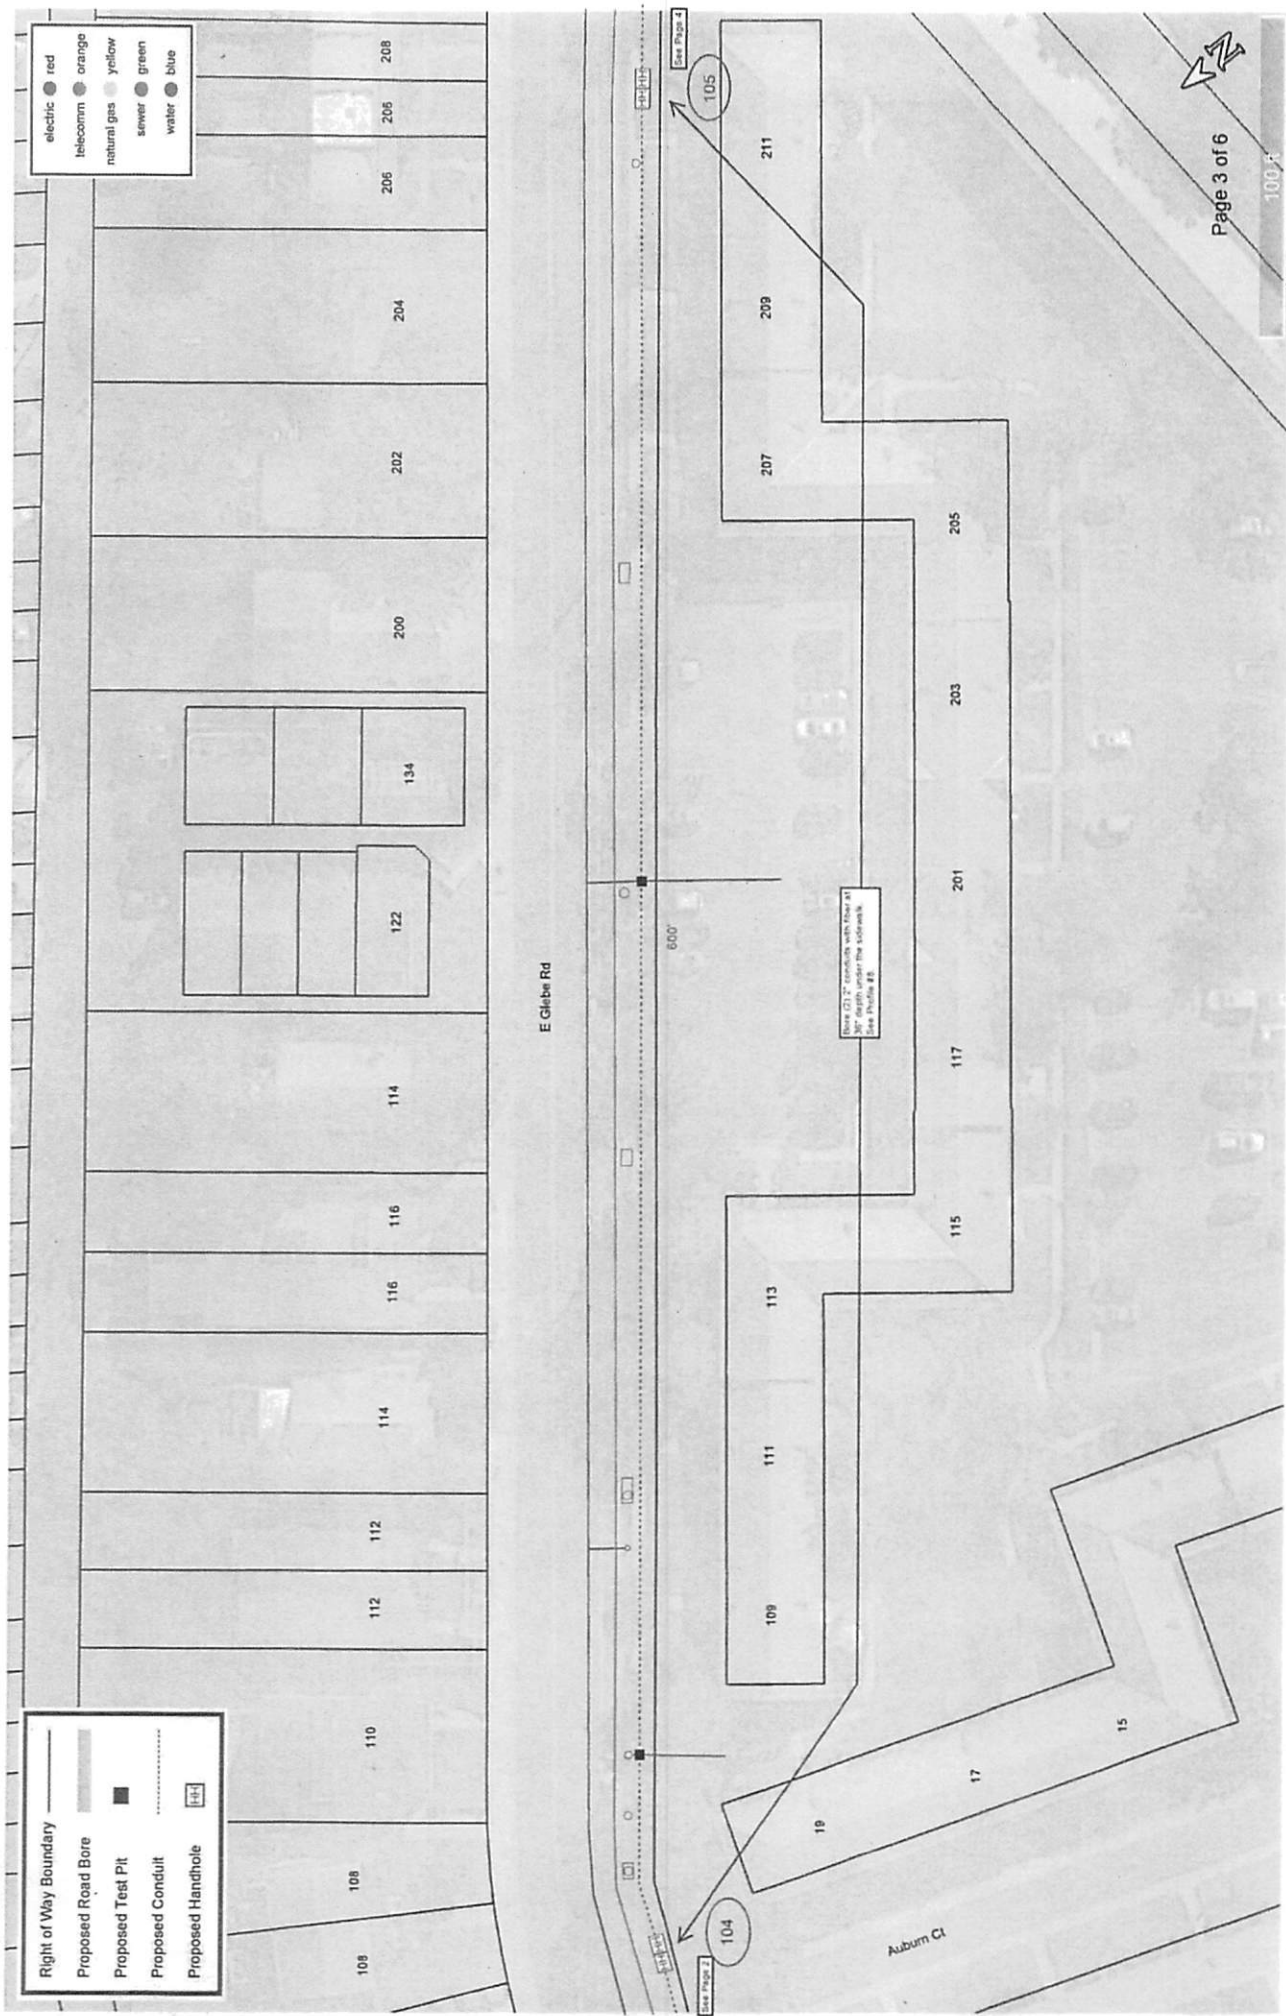 Right of Way Boundary
Proposed Road Bore
Proposed Test Pit
Proposed Conduit
Proposed Handhole
HH
electric red
telecomm orange
natural gas yellow
sewer green
water blue
108
108
110
112
112
114
116
116
114
122
134
200
202
204
206
206
208
E Glebe Rd
600'
See Page 2
104
See Page 4
105
HH
109
111
113
115
117
201
203
205
207
209
211
Bore (2) 2" conduits with fiber at
36" depth under the sidewalk.
See Profile #8.
19
17
15
Auburn Ct
N
Page 3 of 6
100 ft